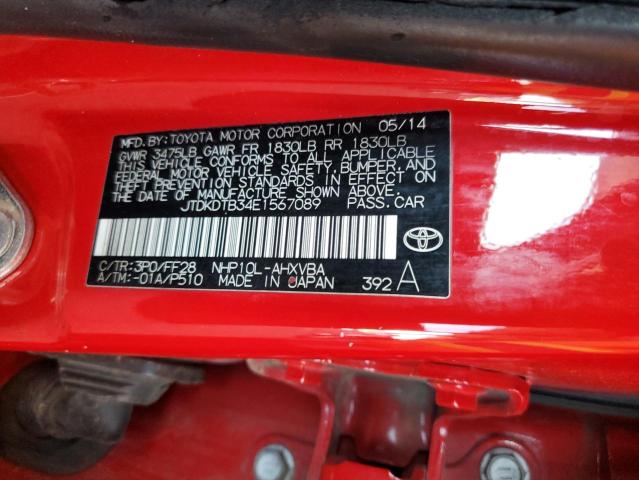 MFD. BY: TOYOTA MOTOR CORPORATION 05/14
GVWR 3475LB GAWR FR 1830LB RR 1830LB
THIS VEHICLE CONFORMS TO ALL APPLICABLE
FEDERAL MOTOR VEHICLE SAFETY, BUMPER, AND
THEFT PREVENTION STANDARDS IN EFFECT ON
THE DATE OF MANUFACTURE SHOWN ABOVE.
JTDKDTB34E1567089 PASS.CAR
C/TR: 3P0/FF28 NHP10L-AHXVBA
A/TM: -01A/P510 MADE IN JAPAN 392 A